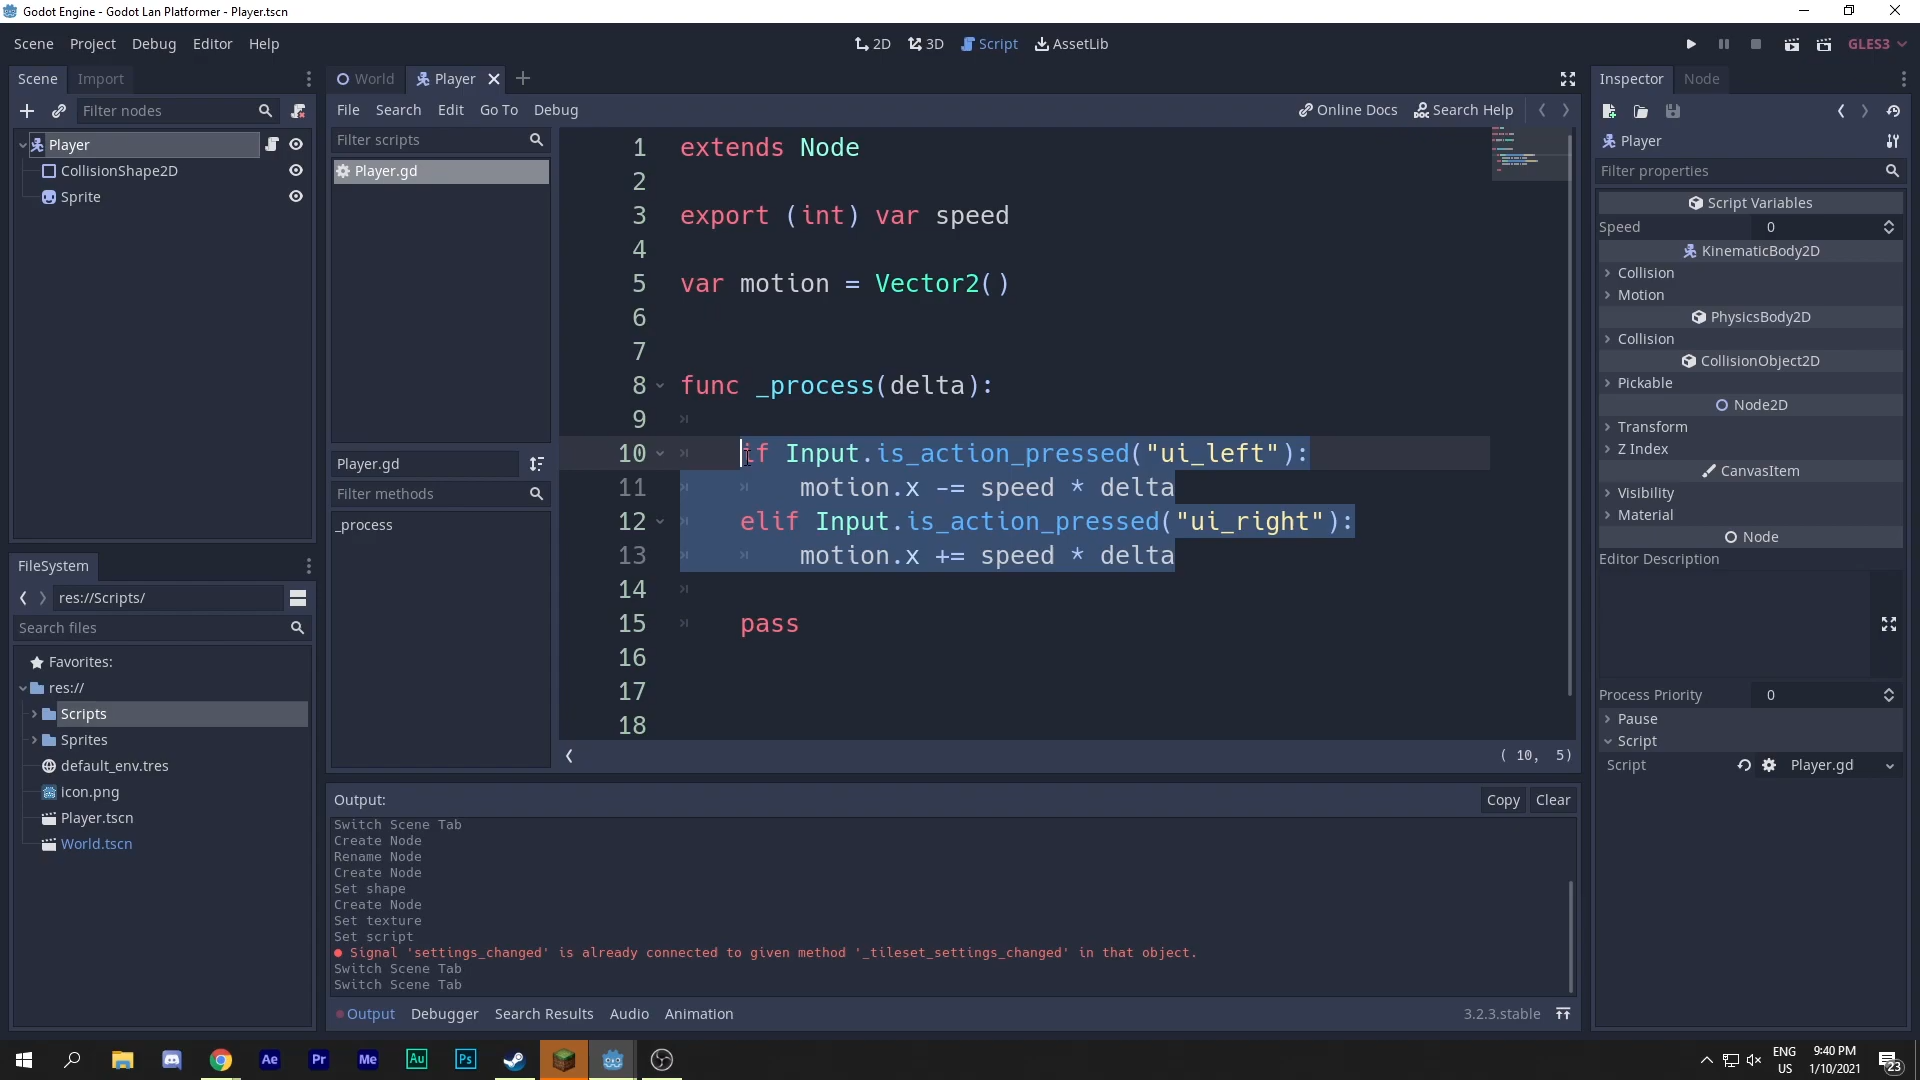 Godot Engine - Godot Lan Platformer - Player.tscn
Scene Project Debug Editor Help
2D 3D Script AssetLib
GLES3
Scene Import
World Player
Inspector Node
Filter nodes
File Search Edit Go To Debug
Online Docs Search Help
Player
CollisionShape2D
Sprite
Filter scripts
Player.gd
Player.gd
Filter methods
_process
1 extends Node
2
3 export (int) var speed
4
5 var motion = Vector2()
6
7
8 func _process(delta):
9
10 if Input.is_action_pressed("ui_left"):
11 motion.x -= speed * delta
12 elif Input.is_action_pressed("ui_right"):
13 motion.x += speed * delta
14
15 pass
16
17
18
( 10, 5)
Player
Filter properties
Script Variables
Speed 0
KinematicBody2D
Collision
Motion
PhysicsBody2D
Collision
CollisionObject2D
Pickable
Node2D
Transform
Z Index
CanvasItem
Visibility
Material
Node
Editor Description
Process Priority 0
Pause
Script
Script Player.gd
FileSystem
res://Scripts/
Search files
Favorites:
res://
Scripts
Sprites
default_env.tres
icon.png
Player.tscn
World.tscn
Output:
Copy Clear
Switch Scene Tab
Create Node
Rename Node
Create Node
Set shape
Create Node
Set texture
Set script
Signal 'settings_changed' is already connected to given method '_tileset_settings_changed' in that object.
Switch Scene Tab
Switch Scene Tab
Output Debugger Search Results Audio Animation
3.2.3.stable
Ae Pr Me Au Ps
ENG
US
9:40 PM
1/10/2021
23